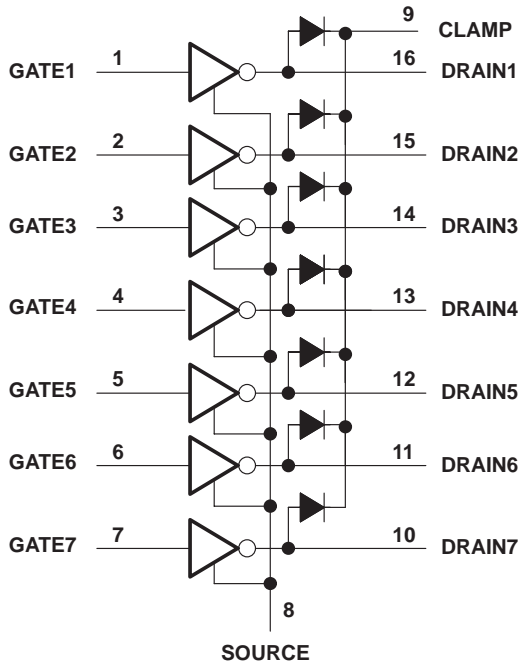 9 CLAMP
GATE1 1 16 DRAIN1
GATE2 2 15 DRAIN2
GATE3 3 14 DRAIN3
GATE4 4 13 DRAIN4
GATE5 5 12 DRAIN5
GATE6 6 11 DRAIN6
GATE7 7 10 DRAIN7
8
SOURCE